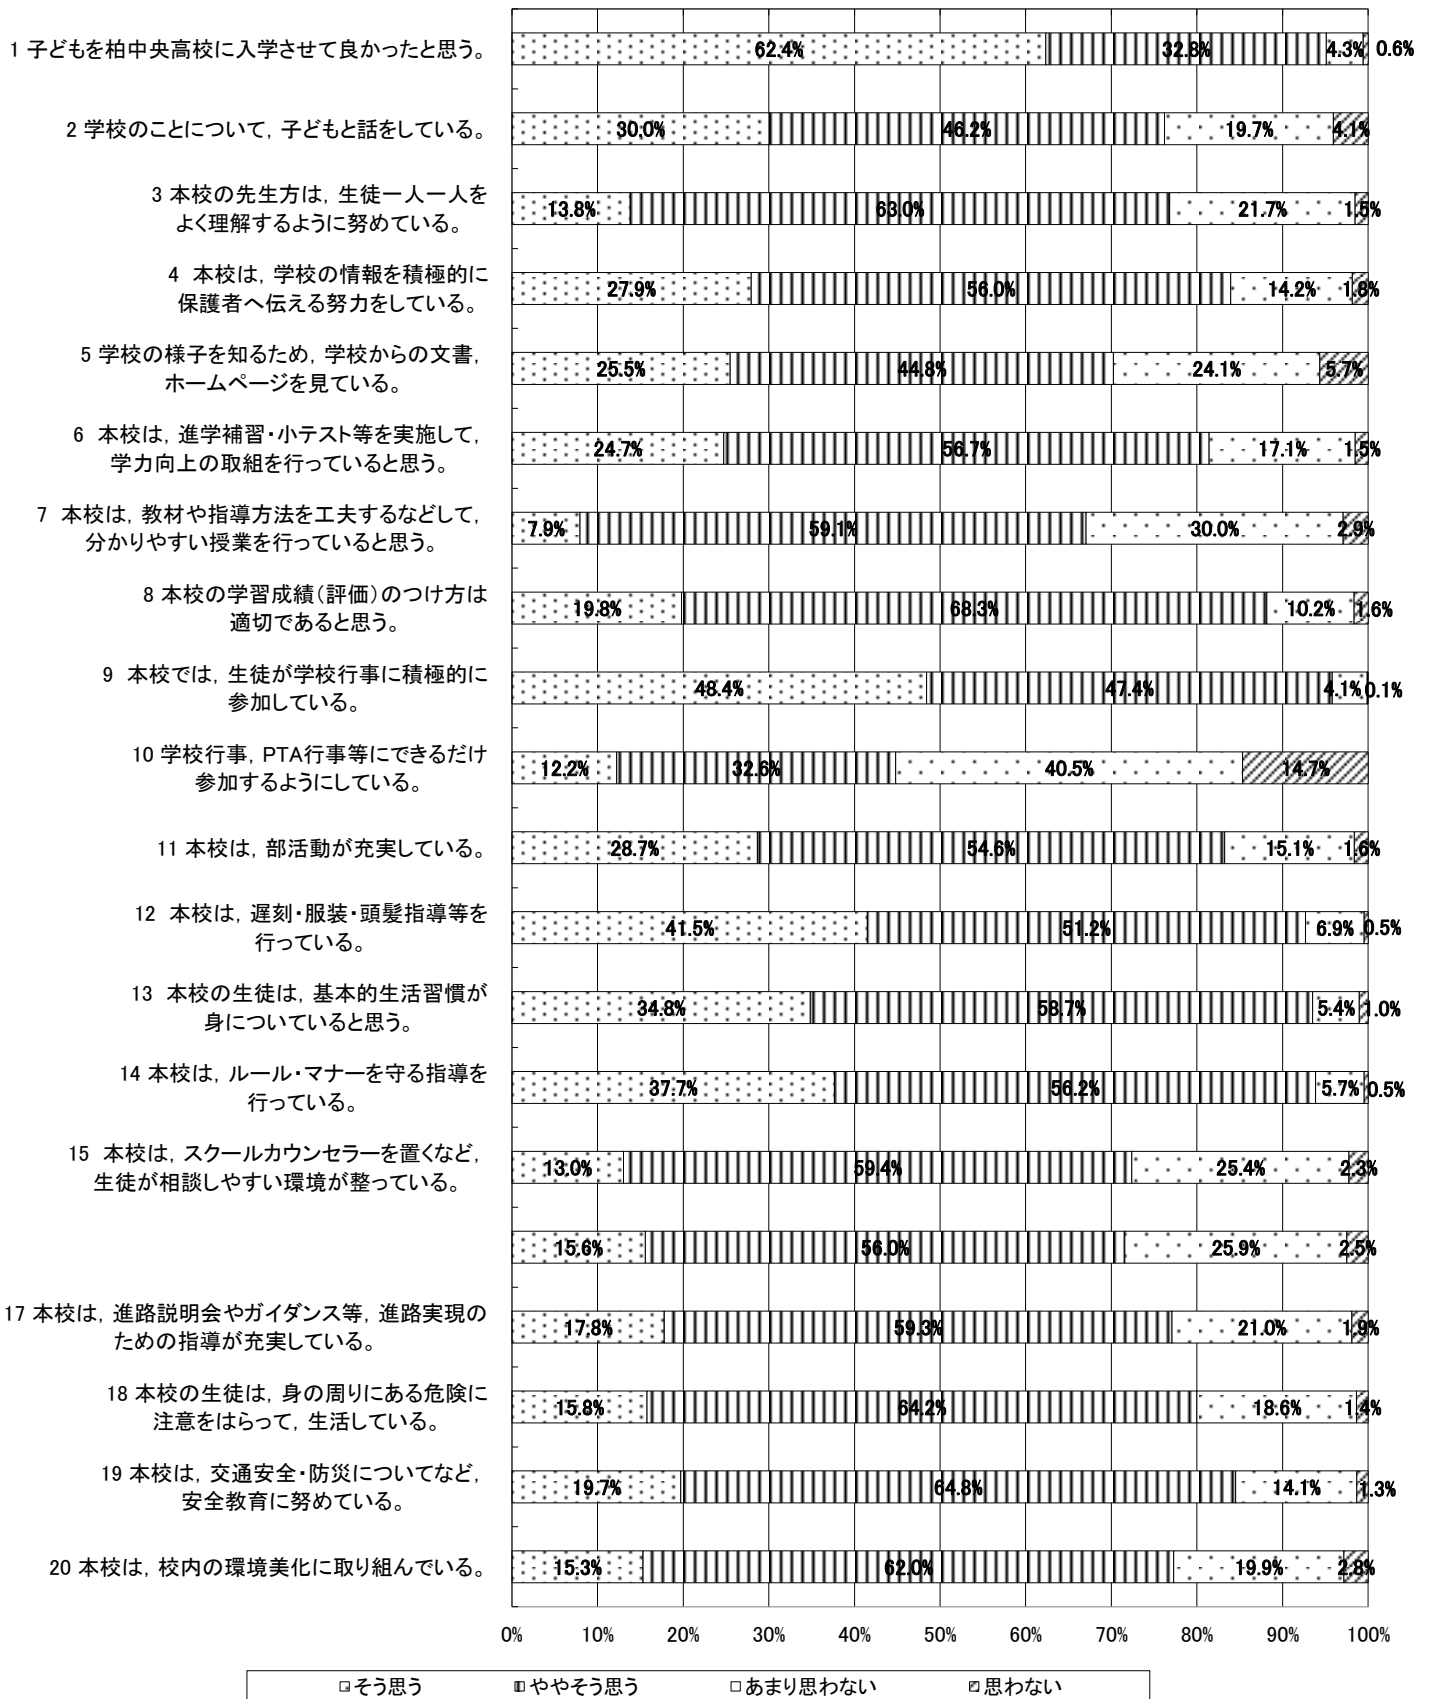 1 子どもを柏中央高校に入学させて良かったと思う。
62.4% 32.8% 4.3% 0.6%
2 学校のことについて，子どもと話をしている。
30.0% 46.2% 19.7% 4.1%
3 本校の先生方は，生徒一人一人を
よく理解するように努めている。
13.8% 63.0% 21.7% 1.5%
4 本校は，学校の情報を積極的に
保護者へ伝える努力をしている。
27.9% 56.0% 14.2% 1.8%
5 学校の様子を知るため，学校からの文書，
ホームページを見ている。
25.5% 44.8% 24.1% 5.7%
6 本校は，進学補習・小テスト等を実施して，
学力向上の取組を行っていると思う。
24.7% 56.7% 17.1% 1.5%
7 本校は，教材や指導方法を工夫するなどして，
分かりやすい授業を行っていると思う。
7.9% 59.1% 30.0% 2.9%
8 本校の学習成績（評価）のつけ方は
適切であると思う。
19.8% 68.3% 10.2% 1.6%
9 本校では，生徒が学校行事に積極的に
参加している。
48.4% 47.4% 4.1% 0.1%
10 学校行事，PTA行事等にできるだけ
参加するようにしている。
12.2% 32.6% 40.5% 14.7%
11 本校は，部活動が充実している。
28.7% 54.6% 15.1% 1.6%
12 本校は，遅刻・服装・頭髪指導等を
行っている。
41.5% 51.2% 6.9% 0.5%
13 本校の生徒は，基本的生活習慣が
身についていると思う。
34.8% 58.7% 5.4% 1.0%
14 本校は，ルール・マナーを守る指導を
行っている。
37.7% 56.2% 5.7% 0.5%
15 本校は，スクールカウンセラーを置くなど，
生徒が相談しやすい環境が整っている。
13.0% 59.4% 25.4% 2.3%
15.6% 56.0% 25.9% 2.5%
17 本校は，進路説明会やガイダンス等，進路実現の
ための指導が充実している。
17.8% 59.3% 21.0% 1.9%
18 本校の生徒は，身の周りにある危険に
注意をはらって，生活している。
15.8% 64.2% 18.6% 1.4%
19 本校は，交通安全・防災についてなど，
安全教育に努めている。
19.7% 64.8% 14.1% 1.3%
20 本校は，校内の環境美化に取り組んでいる。
15.3% 62.0% 19.9% 2.8%
0% 10% 20% 30% 40% 50% 60% 70% 80% 90% 100%
そう思う ややそう思う あまり思わない 思わない